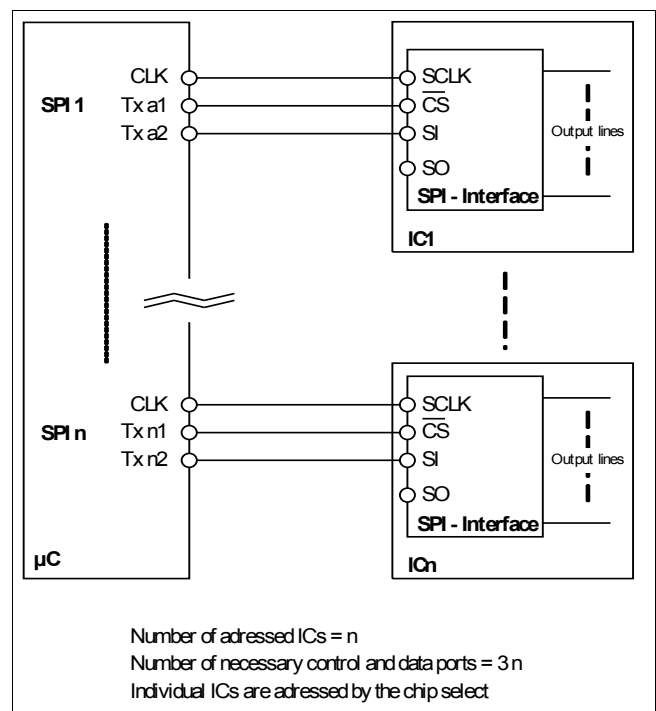 CLK
SPI 1
Tx a1
Tx a2
SCLK
CS
SI
SO
Output lines
SPI - Interface
IC1
CLK
SPI n
Tx n1
Tx n2
SCLK
CS
SI
SO
Output lines
SPI - Interface
µC
ICn
Number of adressed ICs = n
Number of necessary control and data ports = 3 n
Individual ICs are adressed by the chip select